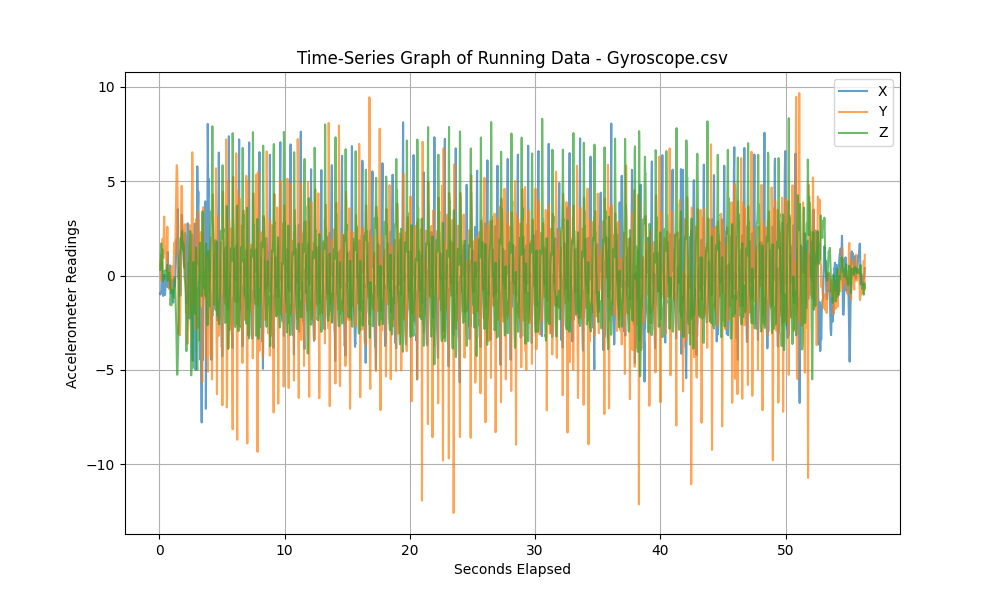 Time-Series Graph of Running Data - Gyroscope.csv
X
Y
Z
Accelerometer Readings
10
5
0
−5
−10
0
10
20
30
40
50
Seconds Elapsed